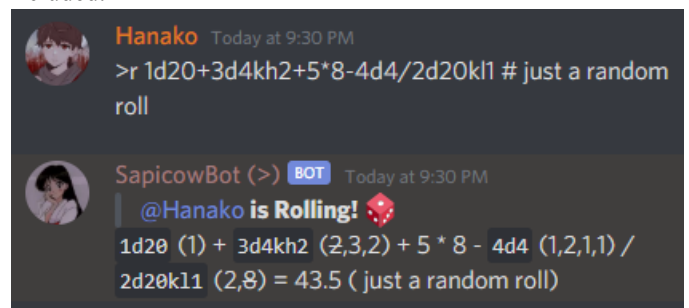 Hanako Today at 9:30 PM
>r 1d20+3d4kh2+5*8-4d4/2d20kl1 # just a random
roll
SapicowBot (>) BOT Today at 9:30 PM
@Hanako is Rolling! 🎲
1d20 (1) + 3d4kh2 (2,3,2) + 5 * 8 - 4d4 (1,2,1,1) /
2d20kl1 (2,8) = 43.5 ( just a random roll)